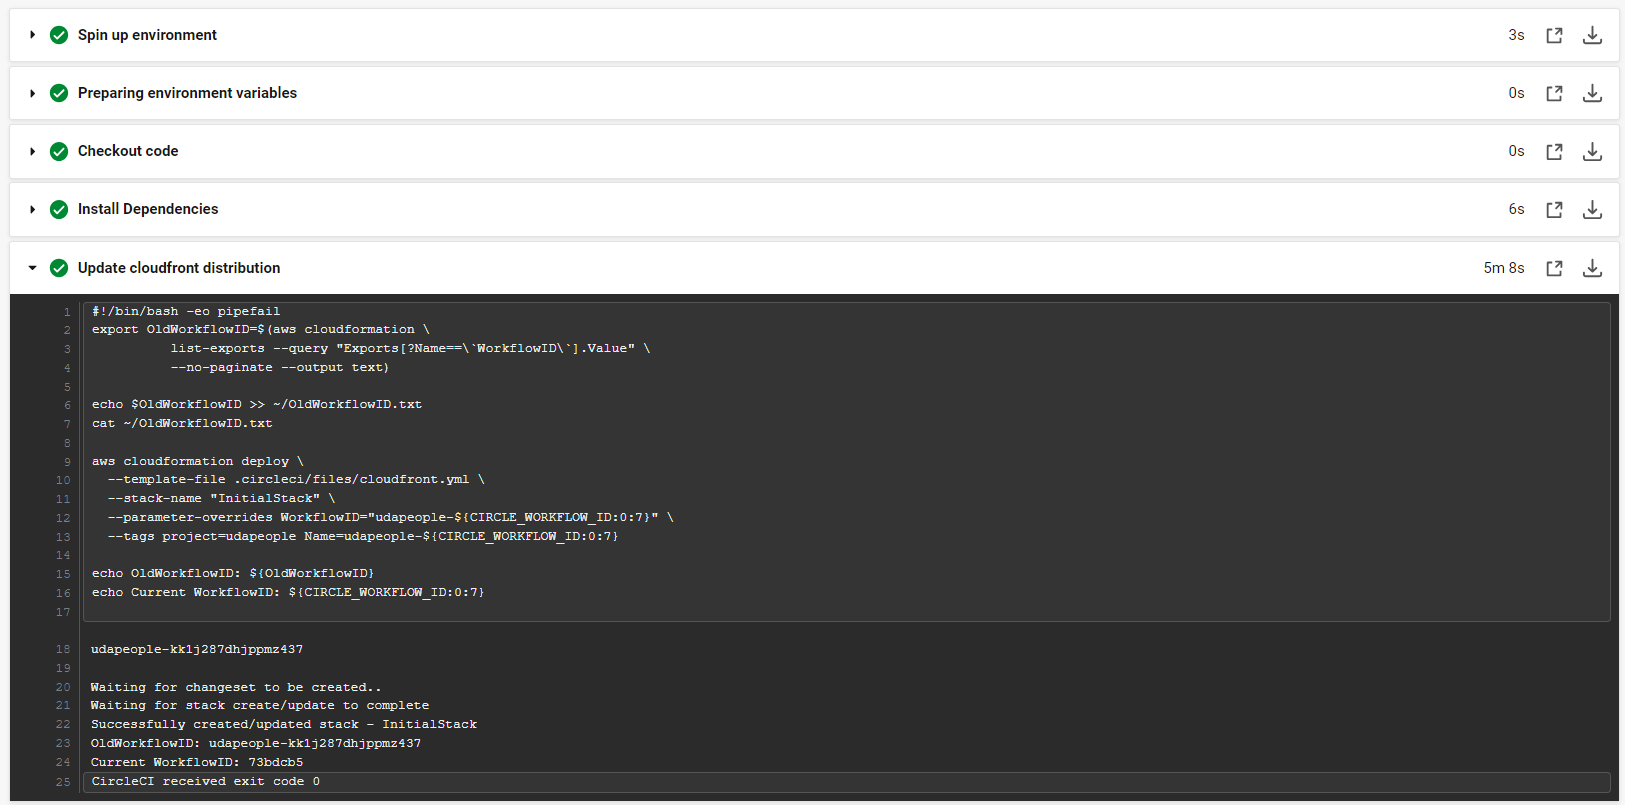 Spin up environment 3s
Preparing environment variables 0s
Checkout code 0s
Install Dependencies 6s
Update cloudfront distribution 5m 8s
1 #!/bin/bash -eo pipefail
2 export OldWorkflowID=$(aws cloudformation \
3 list-exports --query "Exports[?Name==\`WorkflowID\`].Value" \
4 --no-paginate --output text)
5
6 echo $OldWorkflowID >> ~/OldWorkflowID.txt
7 cat ~/OldWorkflowID.txt
8
9 aws cloudformation deploy \
10 --template-file .circleci/files/cloudfront.yml \
11 --stack-name "InitialStack" \
12 --parameter-overrides WorkflowID="udapeople-${CIRCLE_WORKFLOW_ID:0:7}" \
13 --tags project=udapeople Name=udapeople-${CIRCLE_WORKFLOW_ID:0:7}
14
15 echo OldWorkflowID: ${OldWorkflowID}
16 echo Current WorkflowID: ${CIRCLE_WORKFLOW_ID:0:7}
17
18 udapeople-kk1j287dhjppmz437
19
20 Waiting for changeset to be created..
21 Waiting for stack create/update to complete
22 Successfully created/updated stack - InitialStack
23 OldWorkflowID: udapeople-kk1j287dhjppmz437
24 Current WorkflowID: 73bdcb5
25 CircleCI received exit code 0